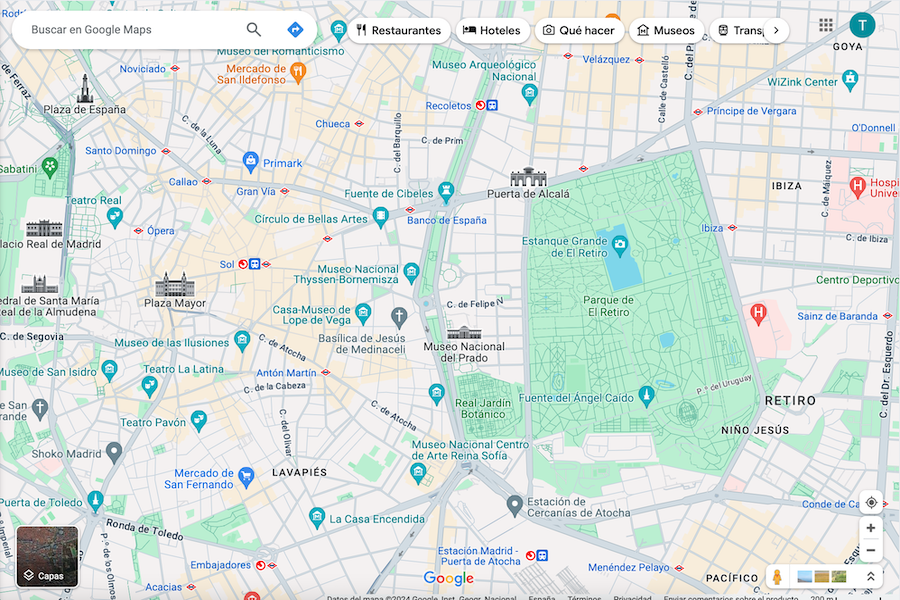 Buscar en Google Maps
Restaurantes
Hoteles
Qué hacer
Museos
Trans
T
GOYA
Museo del Romanticismo
Noviciado
Mercado de
San Ildefonso
Museo Arqueológico
Nacional
Velázquez
Calle de Castelló
C. del P
WiZink Center
de Ferraz
Plaza de España
C. de la Luna
Chueca
C. del Barquillo
Recoletos
C. de Prim
Príncipe de Vergara
O'Donnell
Santo Domingo
Primark
Sabatini
Callao
Gran Vía
Fuente de Cibeles
Puerta de Alcalá
IBIZA
C. de Máiquez
Hospi
Univer
Teatro Real
Círculo de Bellas Artes
Banco de España
Ópera
Ibiza
C. de Ibiza
lacio Real de Madrid
Sol
Museo Nacional
Thyssen-Bornemisza
Estanque Grande
de El Retiro
Centro Deportivo
edral de Santa María
eal de la Almudena
Plaza Mayor
Casa-Museo de
Lope de Vega
C. de Felipe
Parque de
El Retiro
Sainz de Baranda
C. de Segovia
Museo de las Ilusiones
C. de Atocha
Basílica de Jesús
de Medinaceli
Museo Nacional
del Prado
C. del Dr. Esquerdo
Museo de San Isidro
Teatro La Latina
Antón Martín
C. de la Cabeza
P.º del Uruguay
de San
rande
C. de Atocha
Real Jardín
Botánico
Fuente del Ángel Caído
RETIRO
Teatro Pavón
C. del Olivar
NIÑO JESÚS
Shoko Madrid
Museo Nacional Centro
de Arte Reina Sofía
Mercado de
San Fernando
LAVAPIÉS
Puerta de Toledo
La Casa Encendida
Estación de
Cercanías de Atocha
Conde de Ca
Ronda de Toledo
Imperial
P.º de los Olmos
Embajadores
Estación Madrid -
Puerta de Atocha
Menéndez Pelayo
PACÍFICO
Acacias
Capas
Google
Datos del mapa ©2024 Google, Inst. Geogr. Nacional
España
Términos
Privacidad
Enviar comentarios sobre el producto
200 m